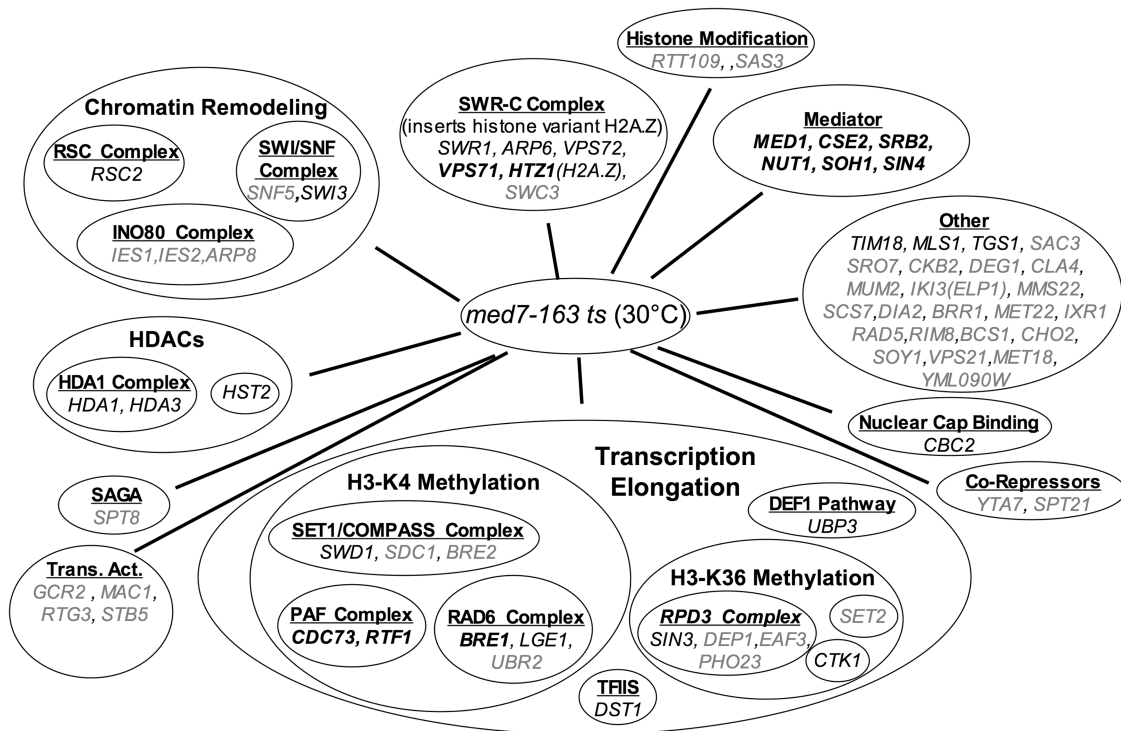 Histone Modification
RTT109, ,SAS3
Chromatin Remodeling
RSC Complex
RSC2
SWI/SNF
Complex
SNF5,SWI3
INO80 Complex
IES1,IES2,ARP8
SWR-C Complex
(inserts histone variant H2A.Z)
SWR1, ARP6, VPS72,
VPS71, HTZ1(H2A.Z),
SWC3
Mediator
MED1, CSE2, SRB2,
NUT1, SOH1, SIN4
Other
TIM18, MLS1, TGS1, SAC3
SRO7, CKB2, DEG1, CLA4,
MUM2, IKI3(ELP1), MMS22,
SCS7,DIA2, BRR1, MET22, IXR1
RAD5,RIM8,BCS1, CHO2,
SOY1,VPS21,MET18,
YML090W
med7-163 ts (30°C)
HDACs
HDA1 Complex
HDA1, HDA3
HST2
Nuclear Cap Binding
CBC2
Co-Repressors
YTA7, SPT21
SAGA
SPT8
Trans. Act.
GCR2 , MAC1,
RTG3, STB5
Transcription
Elongation
H3-K4 Methylation
SET1/COMPASS Complex
SWD1, SDC1, BRE2
PAF Complex
CDC73, RTF1
RAD6 Complex
BRE1, LGE1,
UBR2
DEF1 Pathway
UBP3
H3-K36 Methylation
RPD3 Complex
SIN3, DEP1,EAF3,
PHO23
SET2
CTK1
TFIIS
DST1